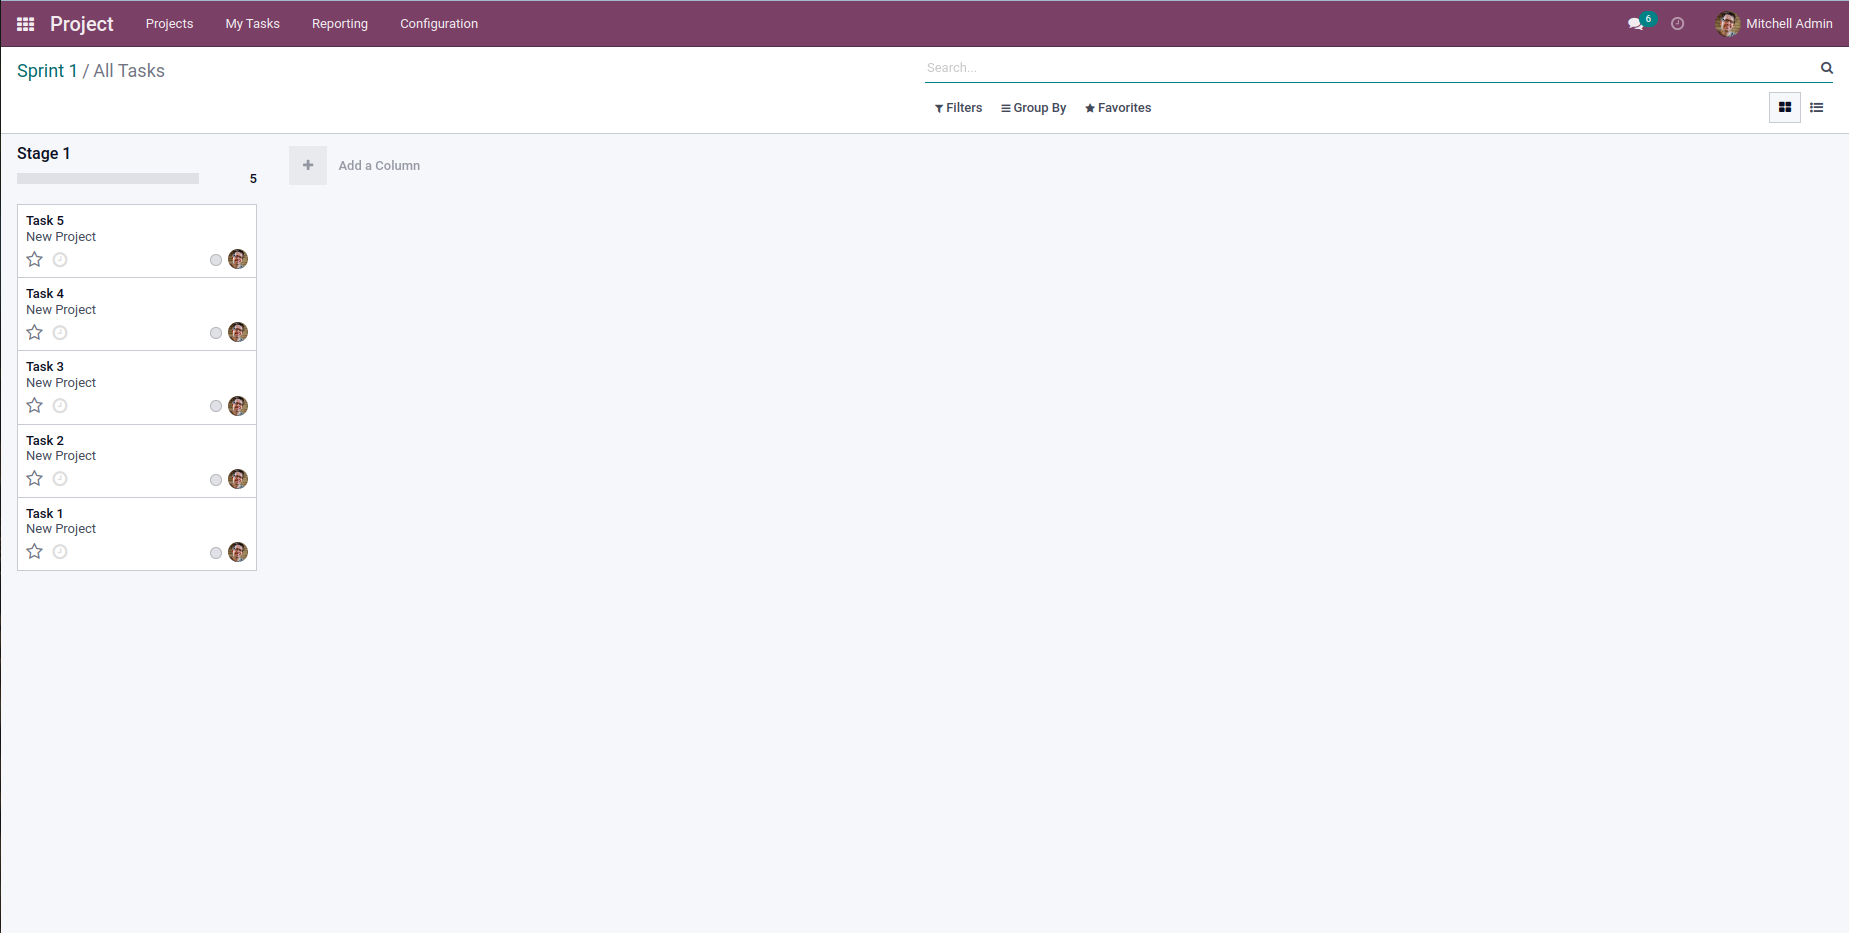 Project Projects My Tasks Reporting Configuration 6 Mitchell Admin
Sprint 1 / All Tasks
Search...
Filters Group By Favorites
Stage 1
5
Add a Column
Task 5
New Project
Task 4
New Project
Task 3
New Project
Task 2
New Project
Task 1
New Project